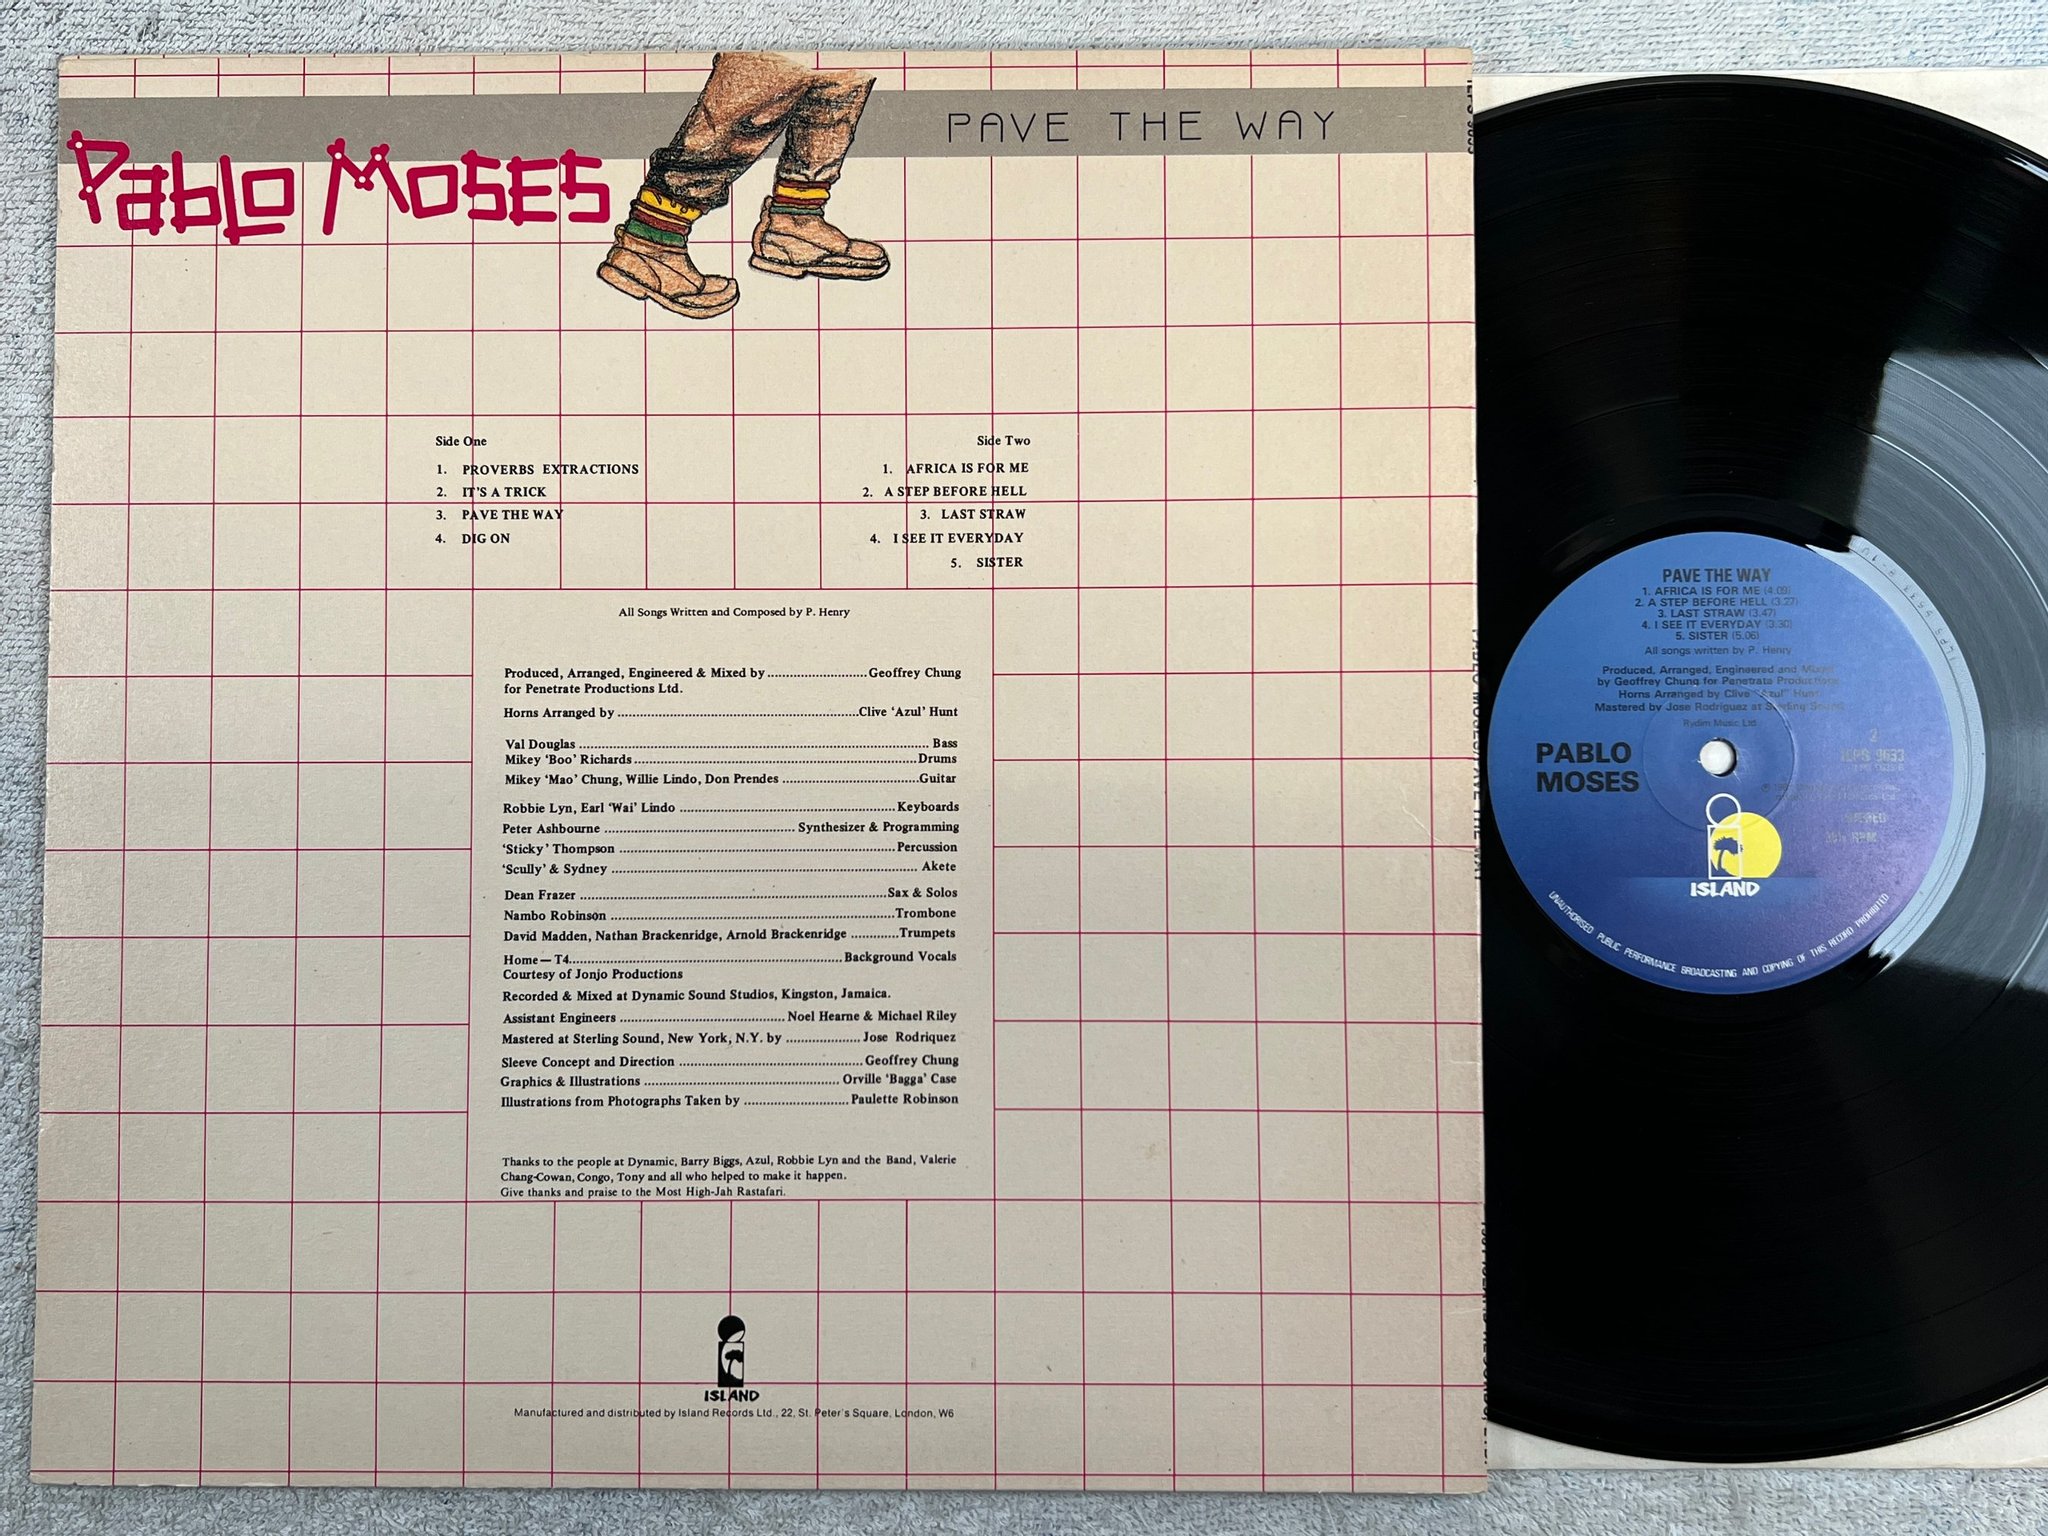 PAVE THE WAY
Pablo Moses
Side One
1. PROVERBS EXTRACTIONS
2. IT'S A TRICK
3. PAVE THE WAY
4. DIG ON
Side Two
1. AFRICA IS FOR ME
2. A STEP BEFORE HELL
3. LAST STRAW
4. I SEE IT EVERYDAY
5. SISTER
All Songs Written and Composed by P. Henry
Produced, Arranged, Engineered & Mixed by ........................... Geoffrey Chung
for Penetrate Productions Ltd.
Horns Arranged by ................................................................ Clive 'Azul' Hunt
Val Douglas ............................................................................................. Bass
Mikey 'Boo' Richards ........................................................................... Drums
Mikey 'Mao' Chung, Willie Lindo, Don Prendes .................................... Guitar
Robbie Lyn, Earl 'Wai' Lindo .......................................................... Keyboards
Peter Ashbourne .................................................. Synthesizer & Programming
'Sticky' Thompson ......................................................................... Percussion
'Scully' & Sydney ................................................................................. Akete
Dean Frazer ........................................................................... Sax & Solos
Nambo Robinson ........................................................................... Trombone
David Madden, Nathan Brackenridge, Arnold Brackenridge ............. Trumpets
Home — T4......................................................................... Background Vocals
Courtesy of Jonjo Productions
Recorded & Mixed at Dynamic Sound Studios, Kingston, Jamaica.
Assistant Engineers ............................................ Noel Hearne & Michael Riley
Mastered at Sterling Sound, New York, N.Y. by .................... Jose Rodriquez
Sleeve Concept and Direction ................................................. Geoffrey Chung
Graphics & Illustrations .................................................... Orville 'Bagga' Case
Illustrations from Photographs Taken by ............................ Paulette Robinson
Thanks to the people at Dynamic, Barry Biggs, Azul, Robbie Lyn and the Band, Valerie
Chang-Cowan, Congo, Tony and all who helped to make it happen.
Give thanks and praise to the Most High-Jah Rastafari.
ISLAND
Manufactured and distributed by Island Records Ltd., 22, St. Peter's Square, London, W6
PAVE THE WAY
1. AFRICA IS FOR ME (4.09)
2. A STEP BEFORE HELL (3.27)
3. LAST STRAW (3.47)
4. I SEE IT EVERYDAY (3.30)
5. SISTER (5.06)
All songs written by P. Henry
Produced, Arranged, Engineered and Mixed
by Geoffrey Chung for Penetrate Productions
Horns Arranged by Clive "Azul" Hunt
Mastered by Jose Rodriguez at Sterling Sound
Rydim Music Ltd
2
ILPS 9633
PABLO
MOSES
STEREO
ISLAND
UNAUTHORISED PUBLIC PERFORMANCE BROADCASTING AND COPYING OF THIS RECORD PROHIBITED